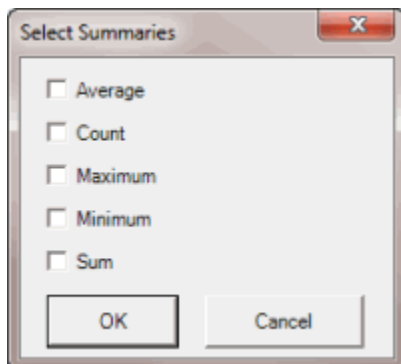 Select Summaries
Average
Count
Maximum
Minimum
Sum
OK Cancel